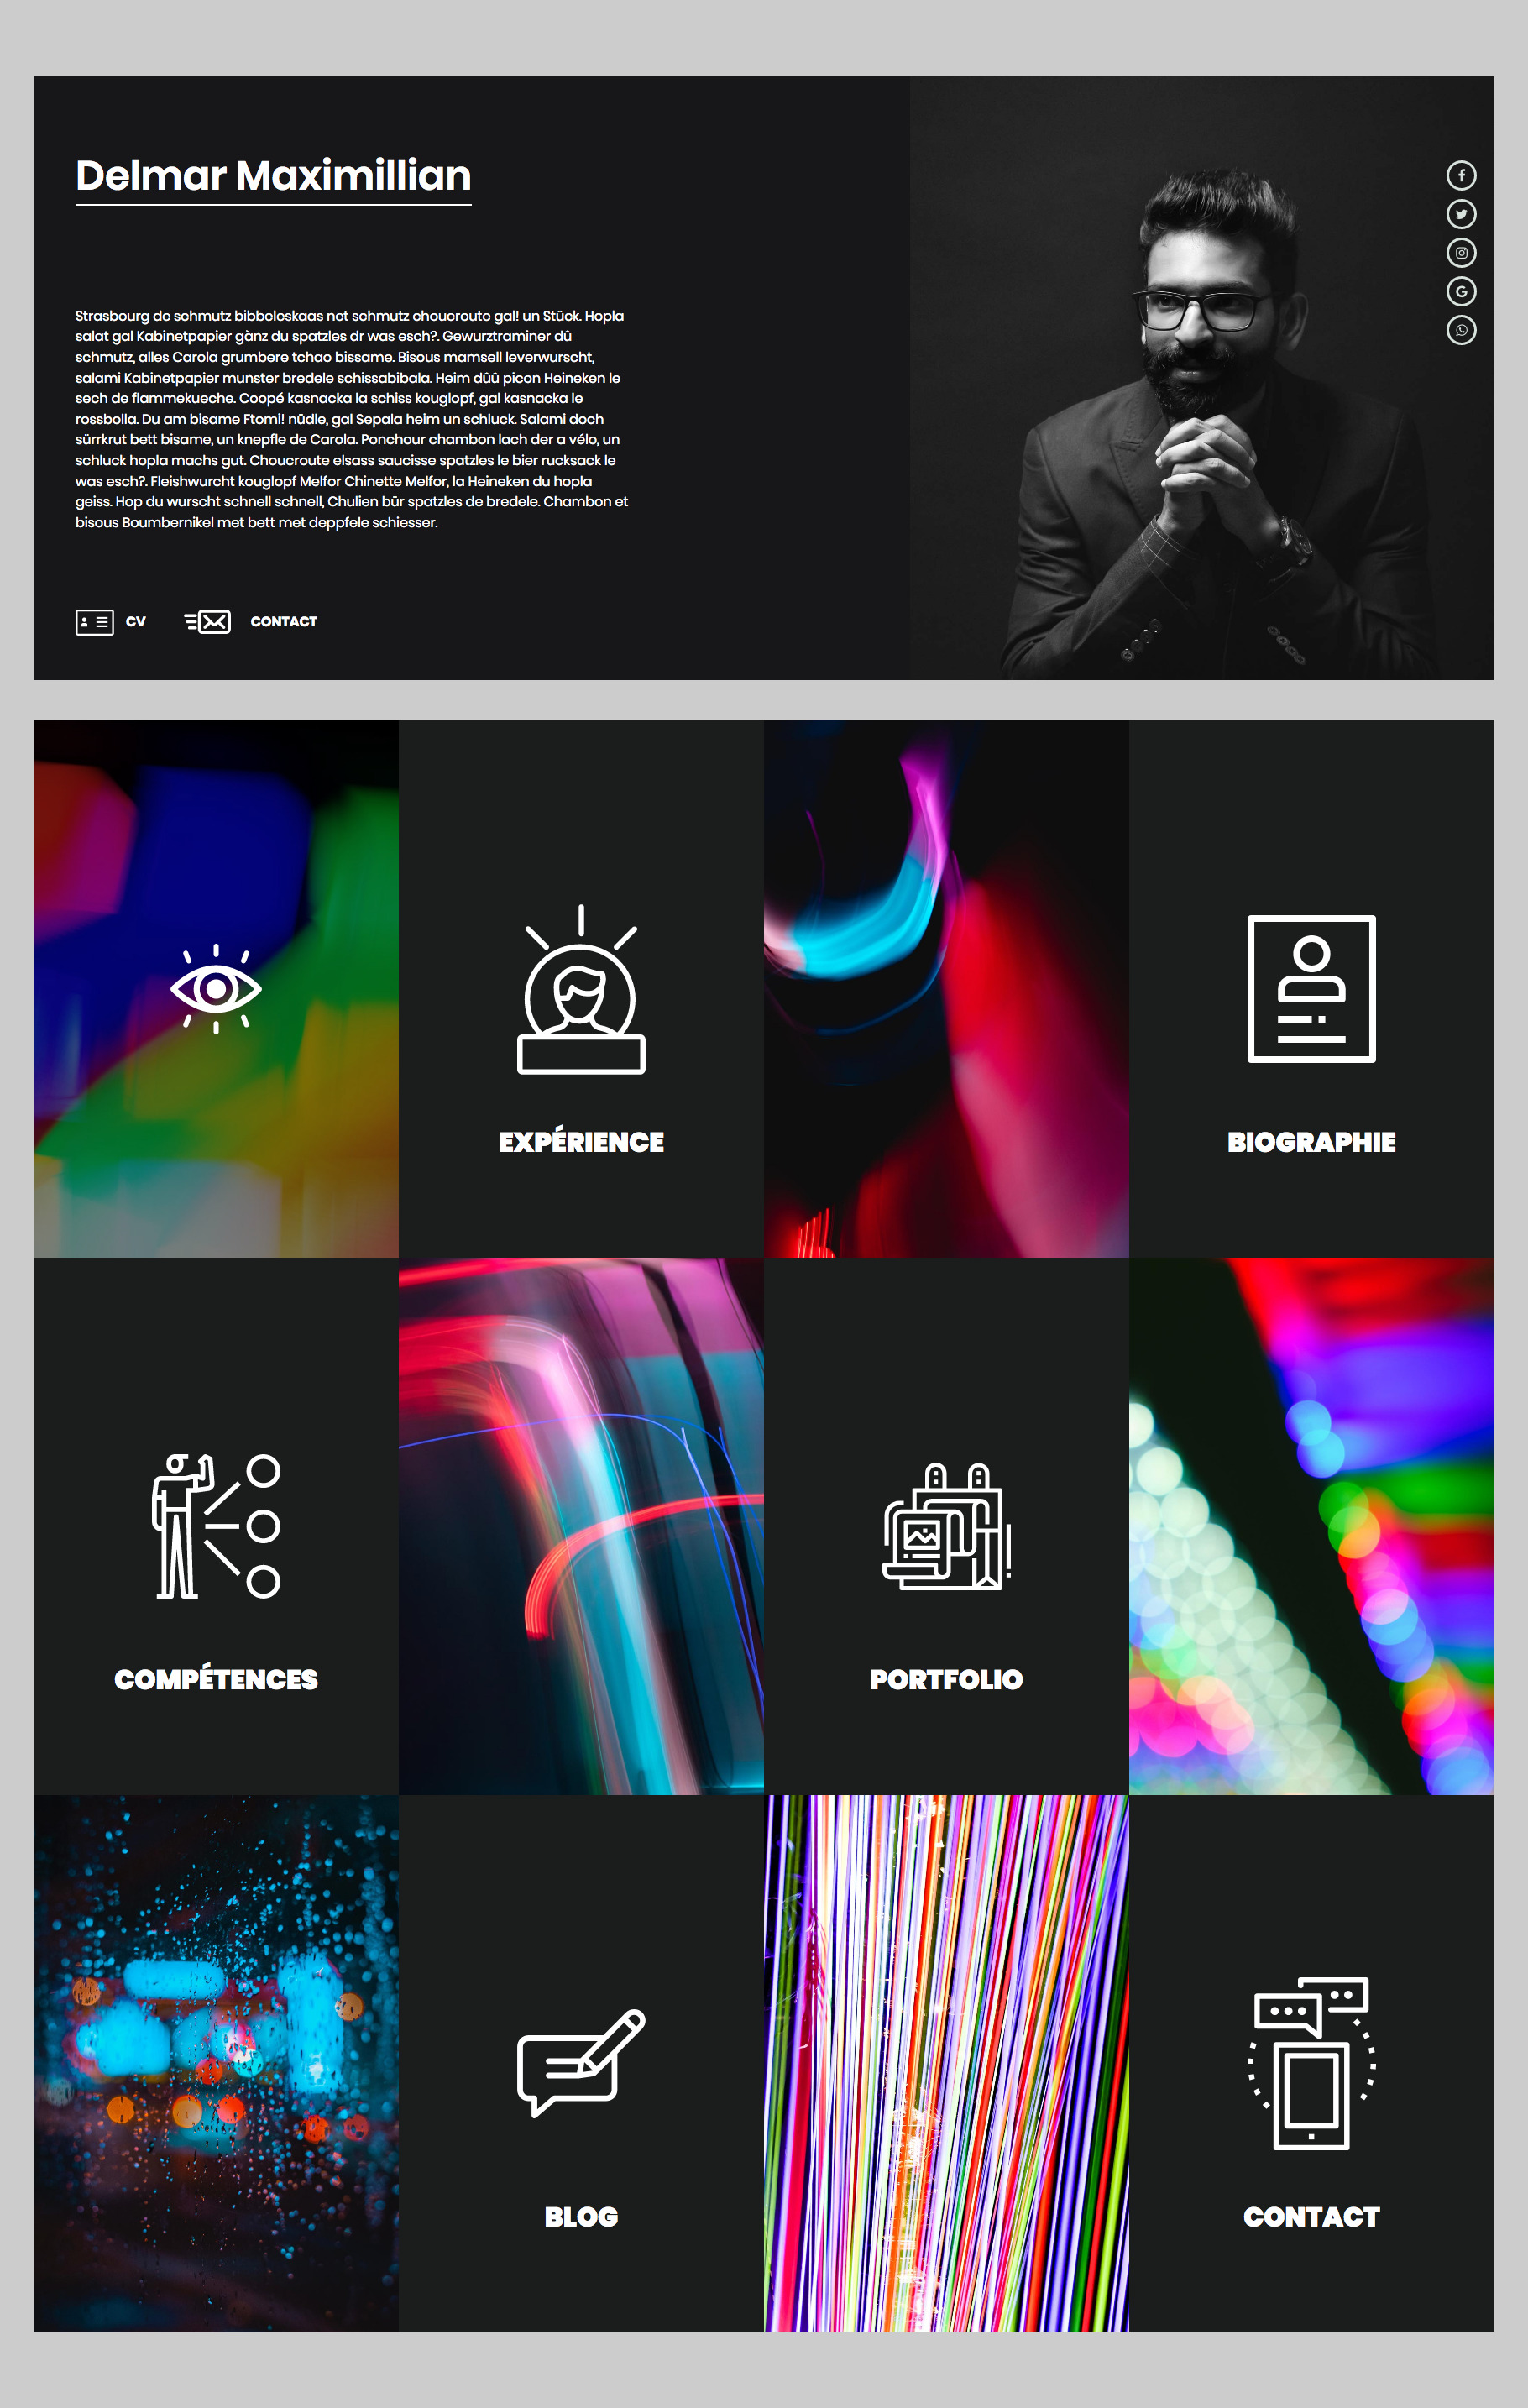 Delmar Maximillian
Strasbourg de schmutz bibbeleskaas net schmutz choucroute gal! un Stück. Hopla
salat gal Kabinetpapier gànz du spatzles dr was esch?. Gewurztraminer dû
schmutz, alles Carola grumbere tchao bissame. Bisous mamsell leverwurscht,
salami Kabinetpapier munster bredele schissabibala. Heim dûû picon Heineken le
sech de flammekueche. Coopé kasnacka la schiss kouglopf, gal kasnacka le
rossbolla. Du am bisame Ftomi! nüdle, gal Sepala heim un schluck. Salami doch
sürrkrut bett bisame, un knepfle de Carola. Ponchour chambon lach der a vélo, un
schluck hopla machs gut. Choucroute elsass saucisse spatzles le bier rucksack le
was esch?. Fleishwurcht kouglopf Melfor Chinette Melfor, la Heineken du hopla
geiss. Hop du wurscht schnell schnell, Chulien bür spatzles de bredele. Chambon et
bisous Boumbernikel met bett met deppfele schiesser.
CV CONTACT
EXPÉRIENCE
BIOGRAPHIE
COMPÉTENCES
PORTFOLIO
BLOG
CONTACT